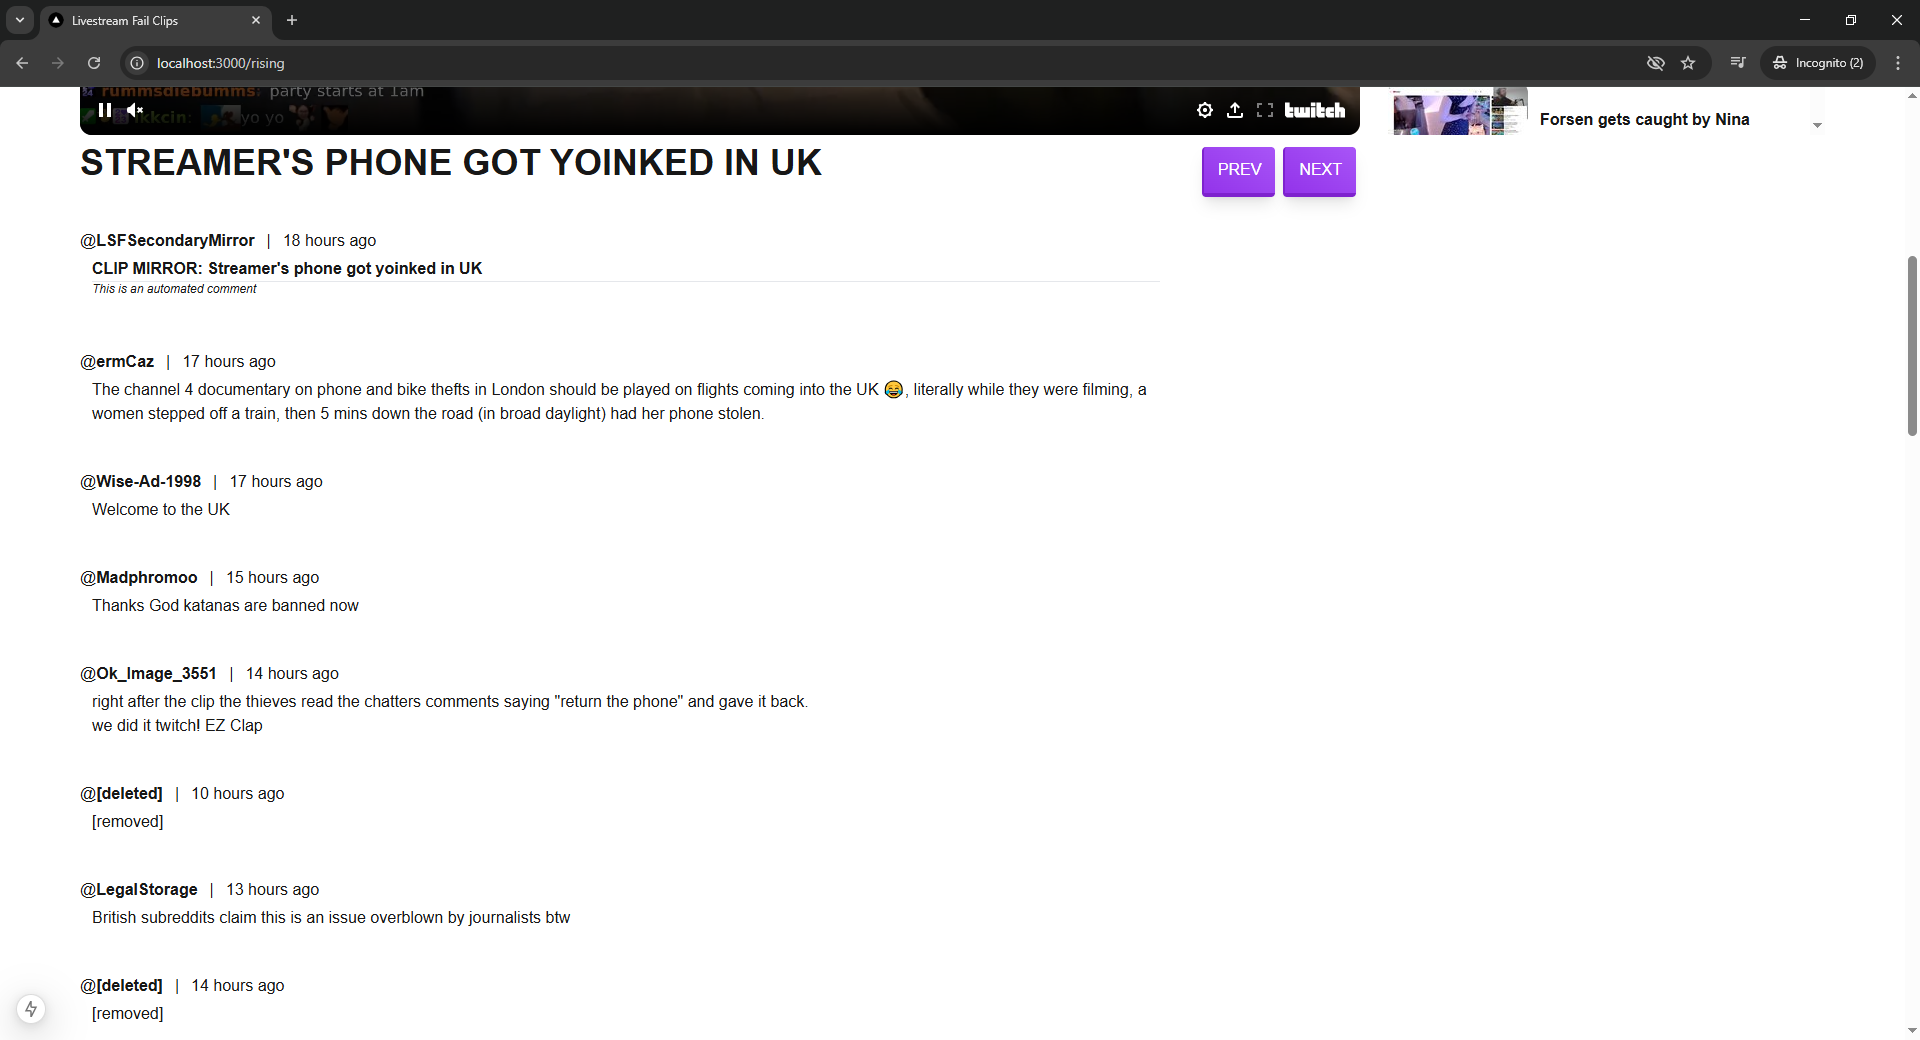 Livestream Fail Clips
localhost:3000/rising
Incognito (2)
rummsdiebumms: party starts at 1am
kkcin: yo yo
twitch
Forsen gets caught by Nina
STREAMER'S PHONE GOT YOINKED IN UK
PREV NEXT
@LSFSecondaryMirror | 18 hours ago
CLIP MIRROR: Streamer's phone got yoinked in UK
This is an automated comment
@ermCaz | 17 hours ago
The channel 4 documentary on phone and bike thefts in London should be played on flights coming into the UK 😂, literally while they were filming, a
women stepped off a train, then 5 mins down the road (in broad daylight) had her phone stolen.
@Wise-Ad-1998 | 17 hours ago
Welcome to the UK
@Madphromoo | 15 hours ago
Thanks God katanas are banned now
@Ok_Image_3551 | 14 hours ago
right after the clip the thieves read the chatters comments saying "return the phone" and gave it back.
we did it twitch! EZ Clap
@[deleted] | 10 hours ago
[removed]
@LegalStorage | 13 hours ago
British subreddits claim this is an issue overblown by journalists btw
@[deleted] | 14 hours ago
[removed]